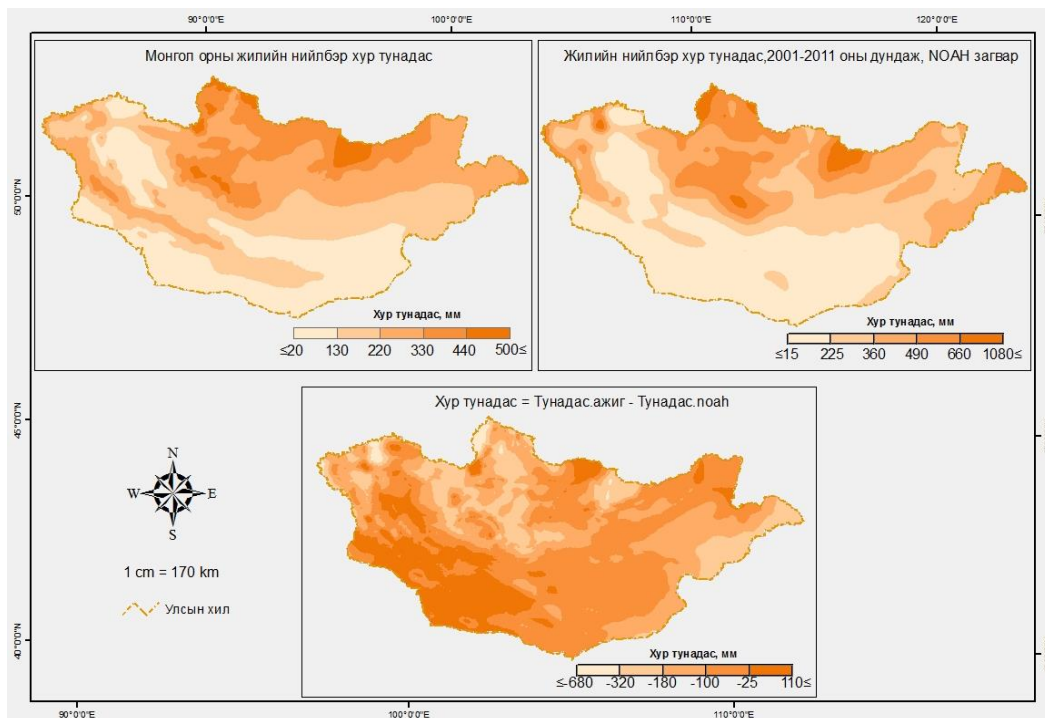 90°0'0"E 100°0'0"E 110°0'0"E 120°0'0"E
Монгол орны жилийн нийлбэр хур тунадас
Жилийн нийлбэр хур тунадас,2001-2011 оны дундаж, NOAH загвар
50°0'0"N
Хур тунадас, мм
≤20 130 220 330 440 500≤
Хур тунадас, мм
≤15 225 360 490 660 1080≤
Хур тунадас = Тунадас.ажиг - Тунадас.noah
45°0'0"N
N
W E
S
1 cm = 170 km
Улсын хил
40°0'0"N
Хур тунадас, мм
≤-680 -320 -180 -100 -25 110≤
90°0'0"E 100°0'0"E 110°0'0"E